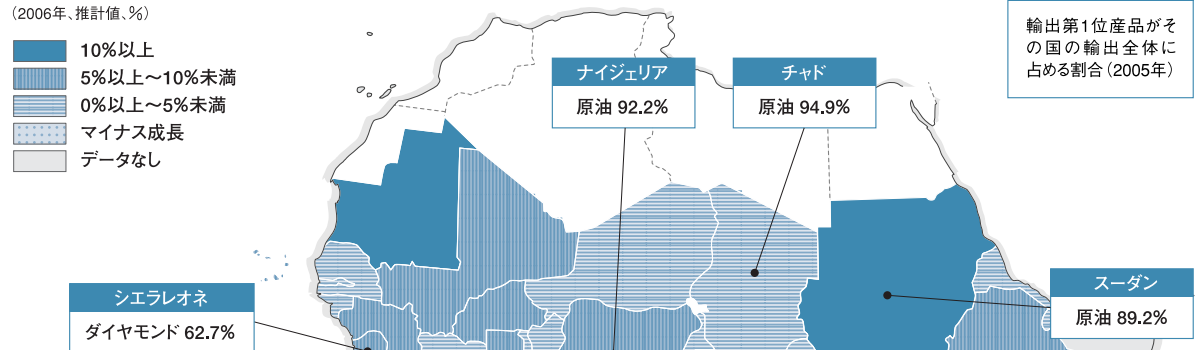 （2006年、推計値、%）
10%以上
5%以上〜10%未満
0%以上〜5%未満
マイナス成長
データなし
輸出第1位産品がそ
の国の輸出全体に
占める割合（2005年）
ナイジェリア
原油 92.2%
チャド
原油 94.9%
スーダン
原油 89.2%
シエラレオネ
ダイヤモンド 62.7%